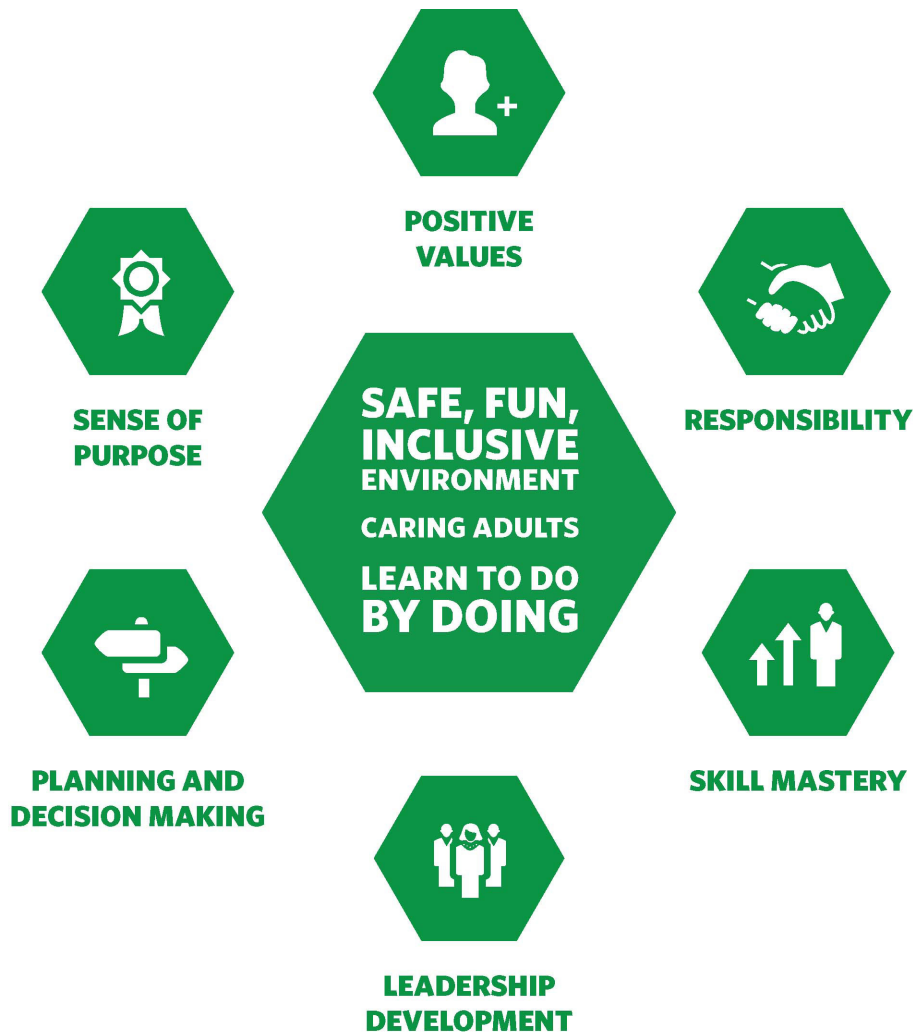 POSITIVE
VALUES
RESPONSIBILITY
SENSE OF
PURPOSE
SAFE, FUN,
INCLUSIVE
ENVIRONMENT
CARING ADULTS
LEARN TO DO
BY DOING
SKILL MASTERY
PLANNING AND
DECISION MAKING
LEADERSHIP
DEVELOPMENT